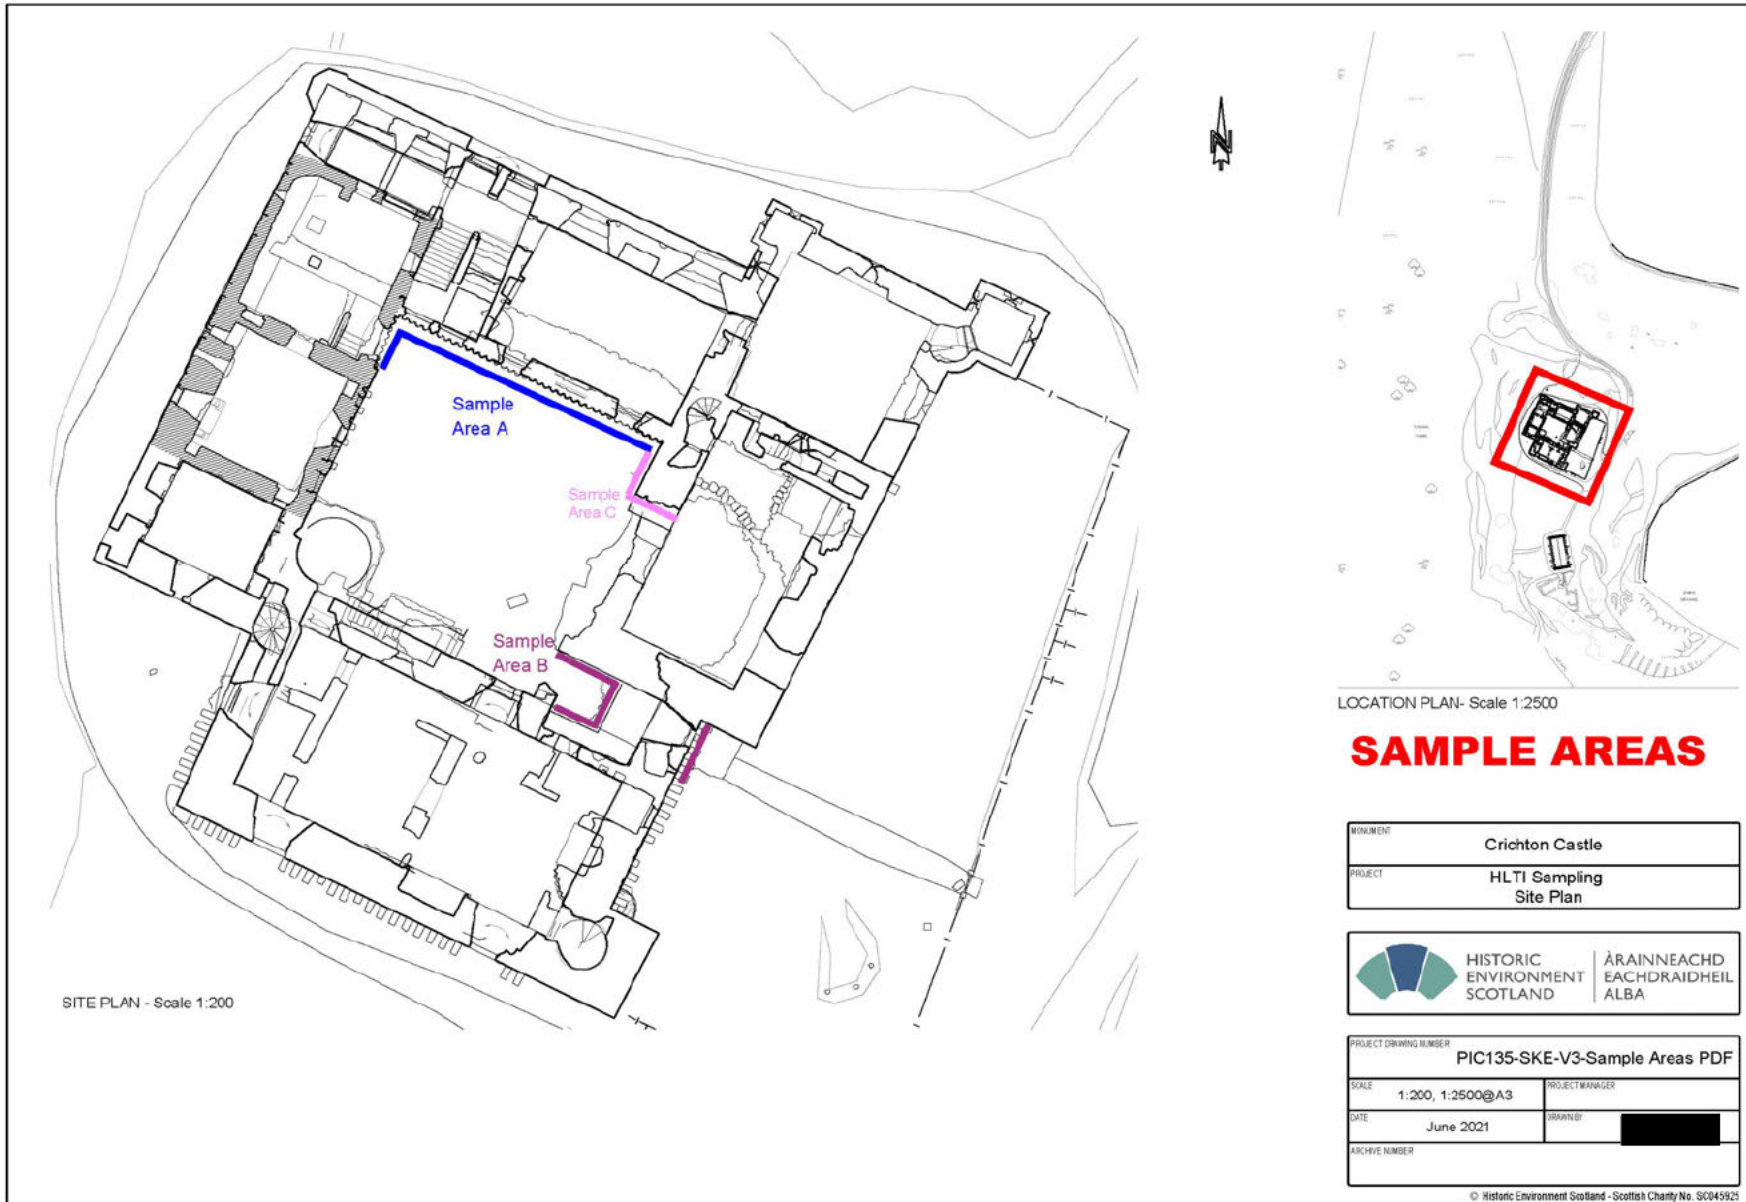 Sample
Area A
Sample
Area C
Sample
Area B
SITE PLAN - Scale 1:200
N
LOCATION PLAN- Scale 1:2500
SAMPLE AREAS
MONUMENT
Crichton Castle
PROJECT
HLTI Sampling
Site Plan
HISTORIC
ENVIRONMENT
SCOTLAND
ÀRAINNEACHD
EACHDRAIDHEIL
ALBA
PROJECT DRAWING NUMBER
PIC135-SKE-V3-Sample Areas PDF
SCALE
1:200, 1:2500@A3
PROJECT MANAGER
DATE
June 2021
DRAWN BY
ARCHIVE NUMBER
© Historic Environment Scotland - Scottish Charity No. SC045925